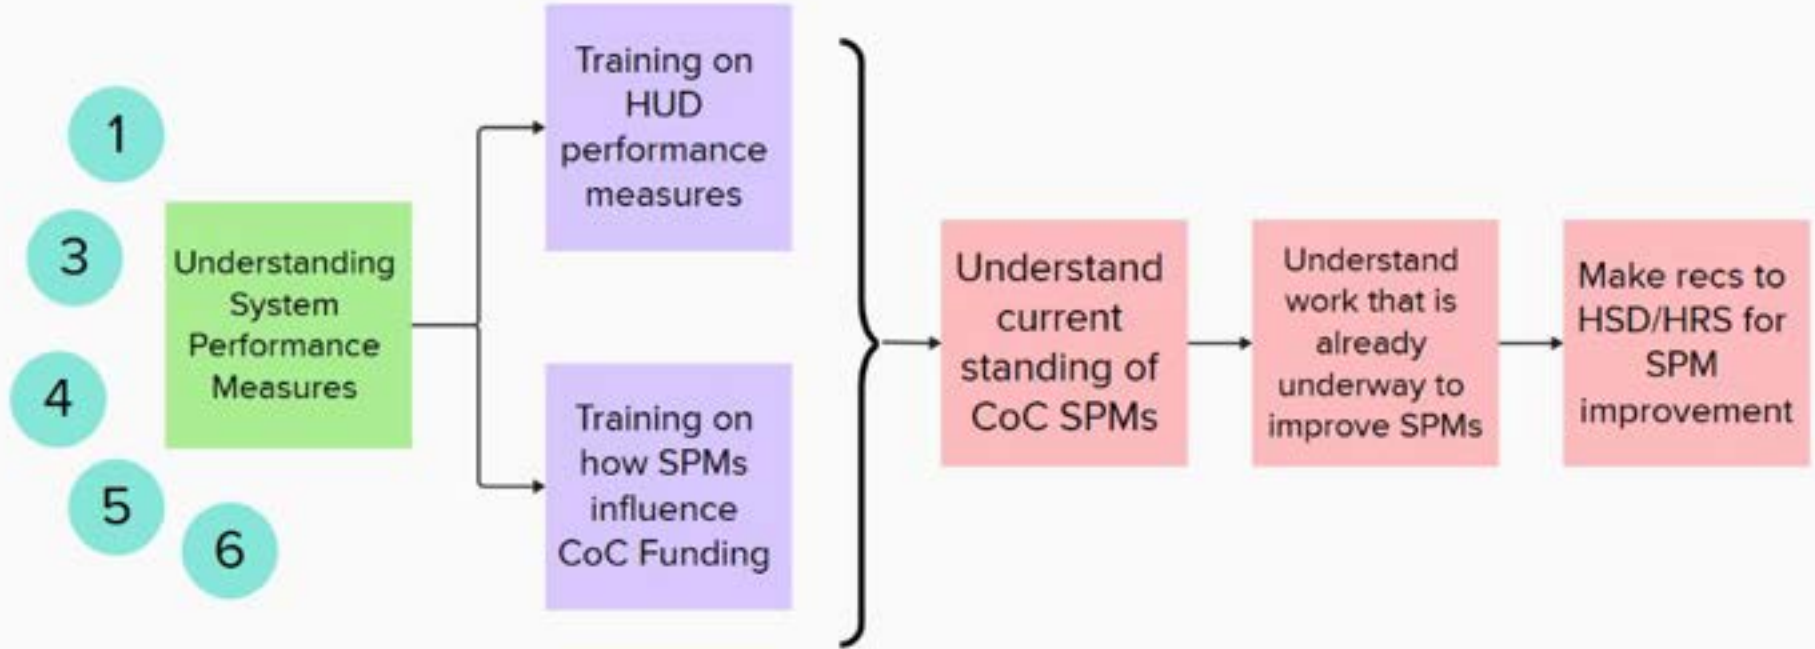 1
3
4
5
6
Understanding
System
Performance
Measures
Training on
HUD
performance
measures
Training on
how SPMs
influence
CoC Funding
Understand
current
standing of
CoC SPMs
Understand
work that is
already
underway to
improve SPMs
Make recs to
HSD/HRS for
SPM
improvement